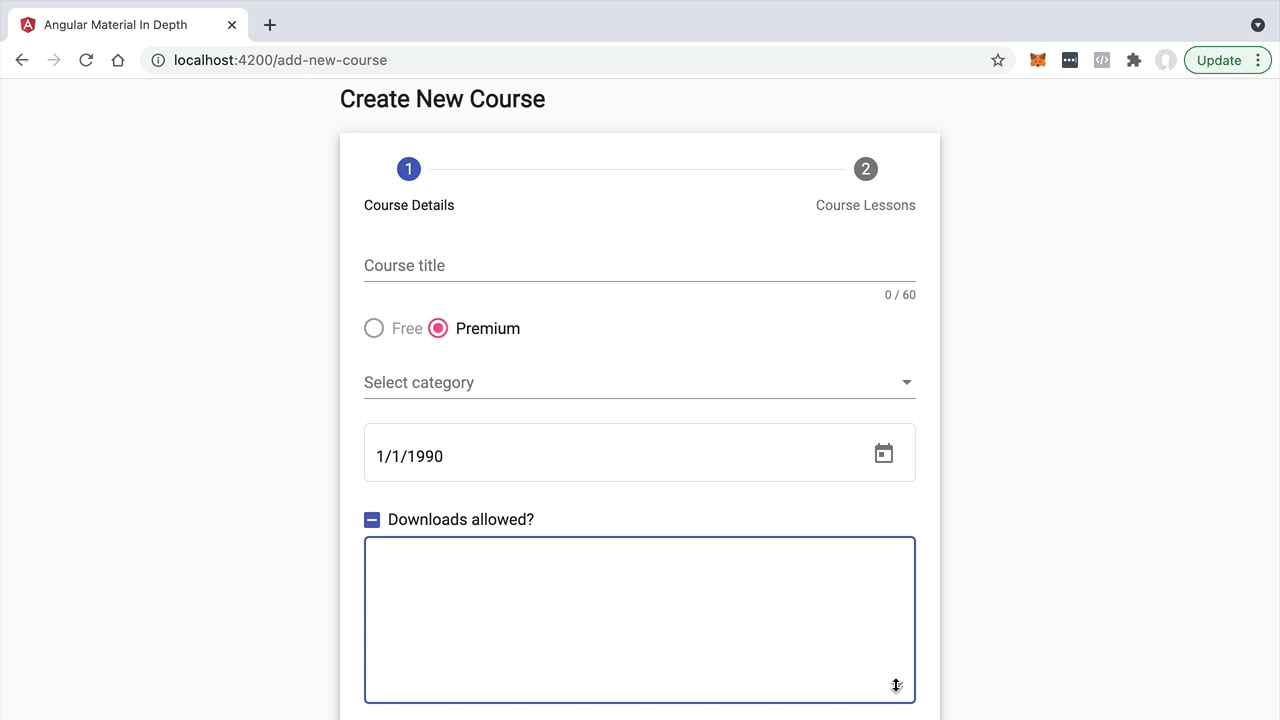 Angular Material In Depth
localhost:4200/add-new-course
Update
Create New Course
1
2
Course Details
Course Lessons
Course title
0 / 60
Free
Premium
Select category
1/1/1990
Downloads allowed?